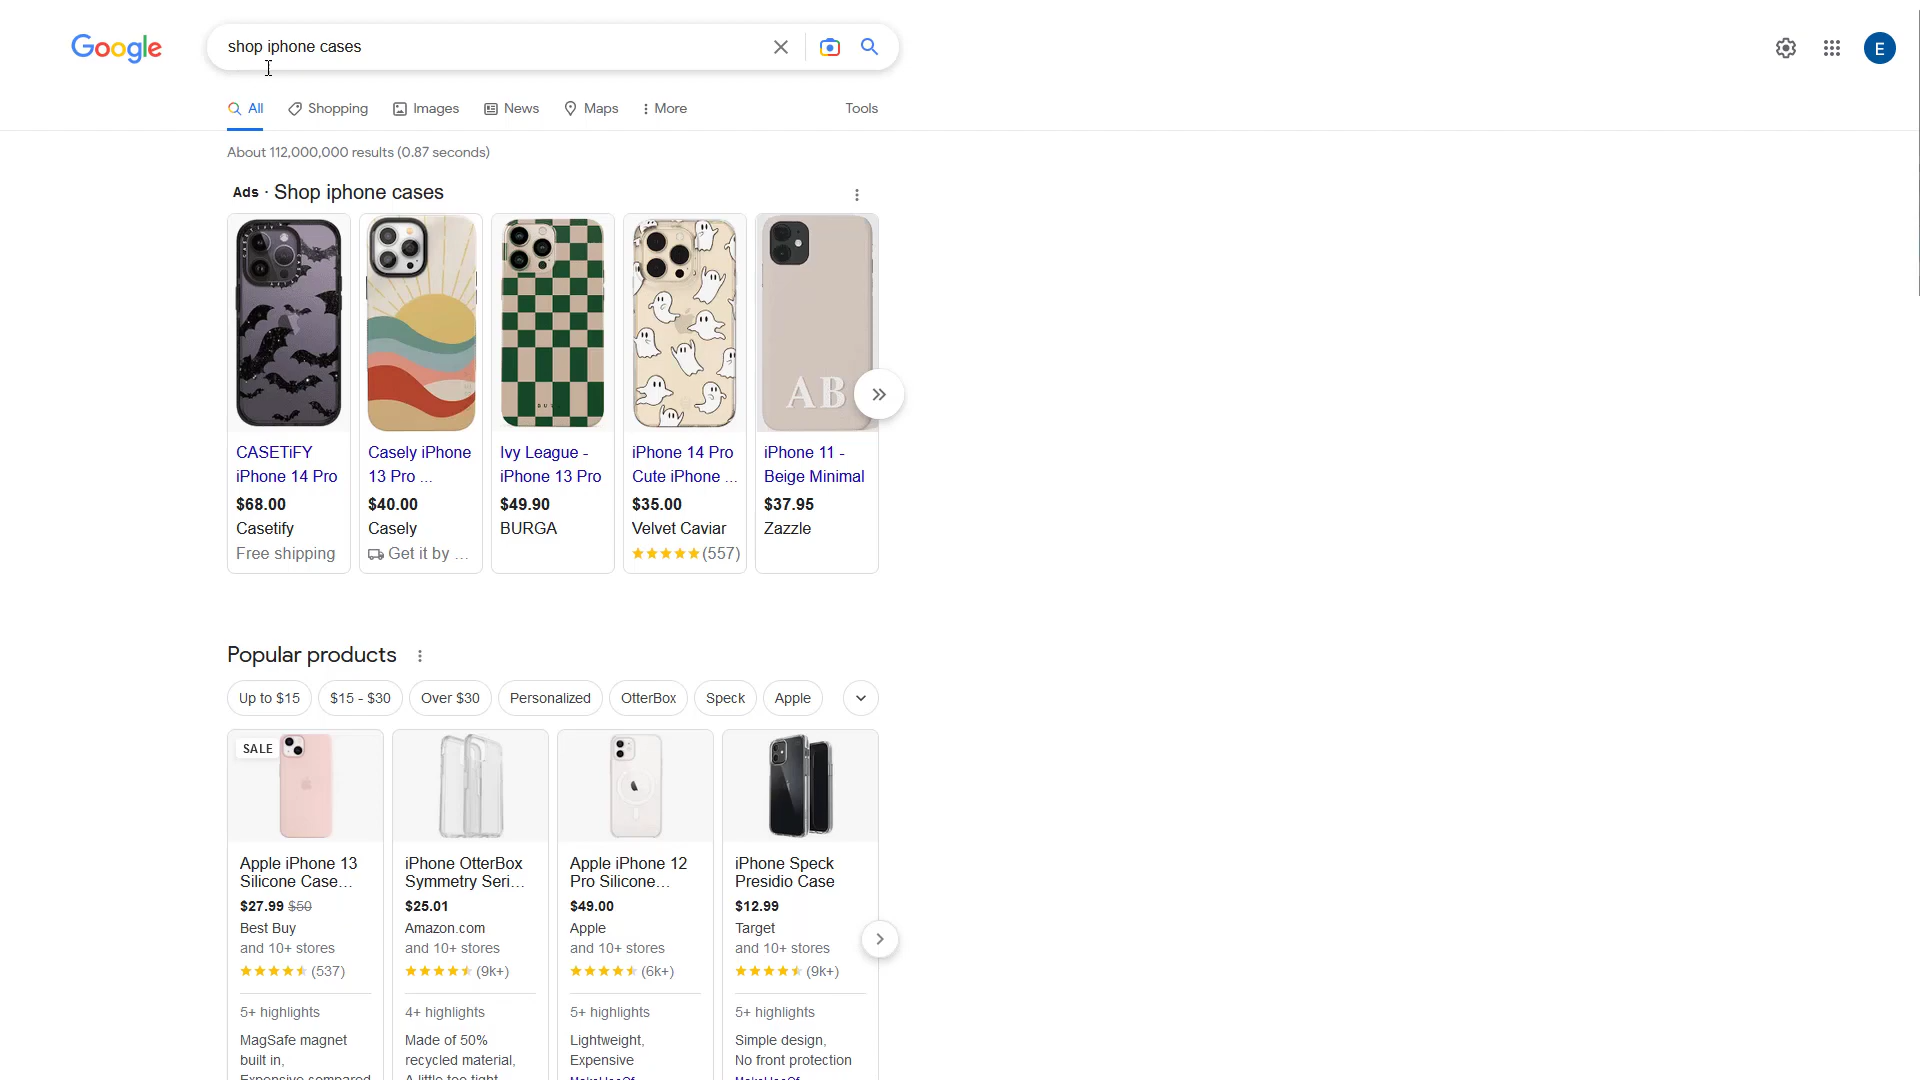 Google
shop iphone cases
E
All
Shopping
Images
News
Maps
More
Tools
About 112,000,000 results (0.87 seconds)
Ads · Shop iphone cases
CASETiFY
iPhone 14 Pro
$68.00
Casetify
Free shipping
Casely iPhone
13 Pro ...
$40.00
Casely
Get it by ...
Ivy League -
iPhone 13 Pro
$49.90
BURGA
iPhone 14 Pro
Cute iPhone ...
$35.00
Velvet Caviar
(557)
AB
iPhone 11 -
Beige Minimal
$37.95
Zazzle
Popular products
Up to $15
$15 - $30
Over $30
Personalized
OtterBox
Speck
Apple
SALE
Apple iPhone 13
Silicone Case...
$27.99 $50
Best Buy
and 10+ stores
(537)
5+ highlights
MagSafe magnet
built in,
Expensive compared
iPhone OtterBox
Symmetry Seri...
$25.01
Amazon.com
and 10+ stores
(9k+)
4+ highlights
Made of 50%
recycled material,
A little too tight
Apple iPhone 12
Pro Silicone...
$49.00
Apple
and 10+ stores
(6k+)
5+ highlights
Lightweight,
Expensive
MakeUseOf
iPhone Speck
Presidio Case
$12.99
Target
and 10+ stores
(9k+)
5+ highlights
Simple design,
No front protection
MakeUseOf